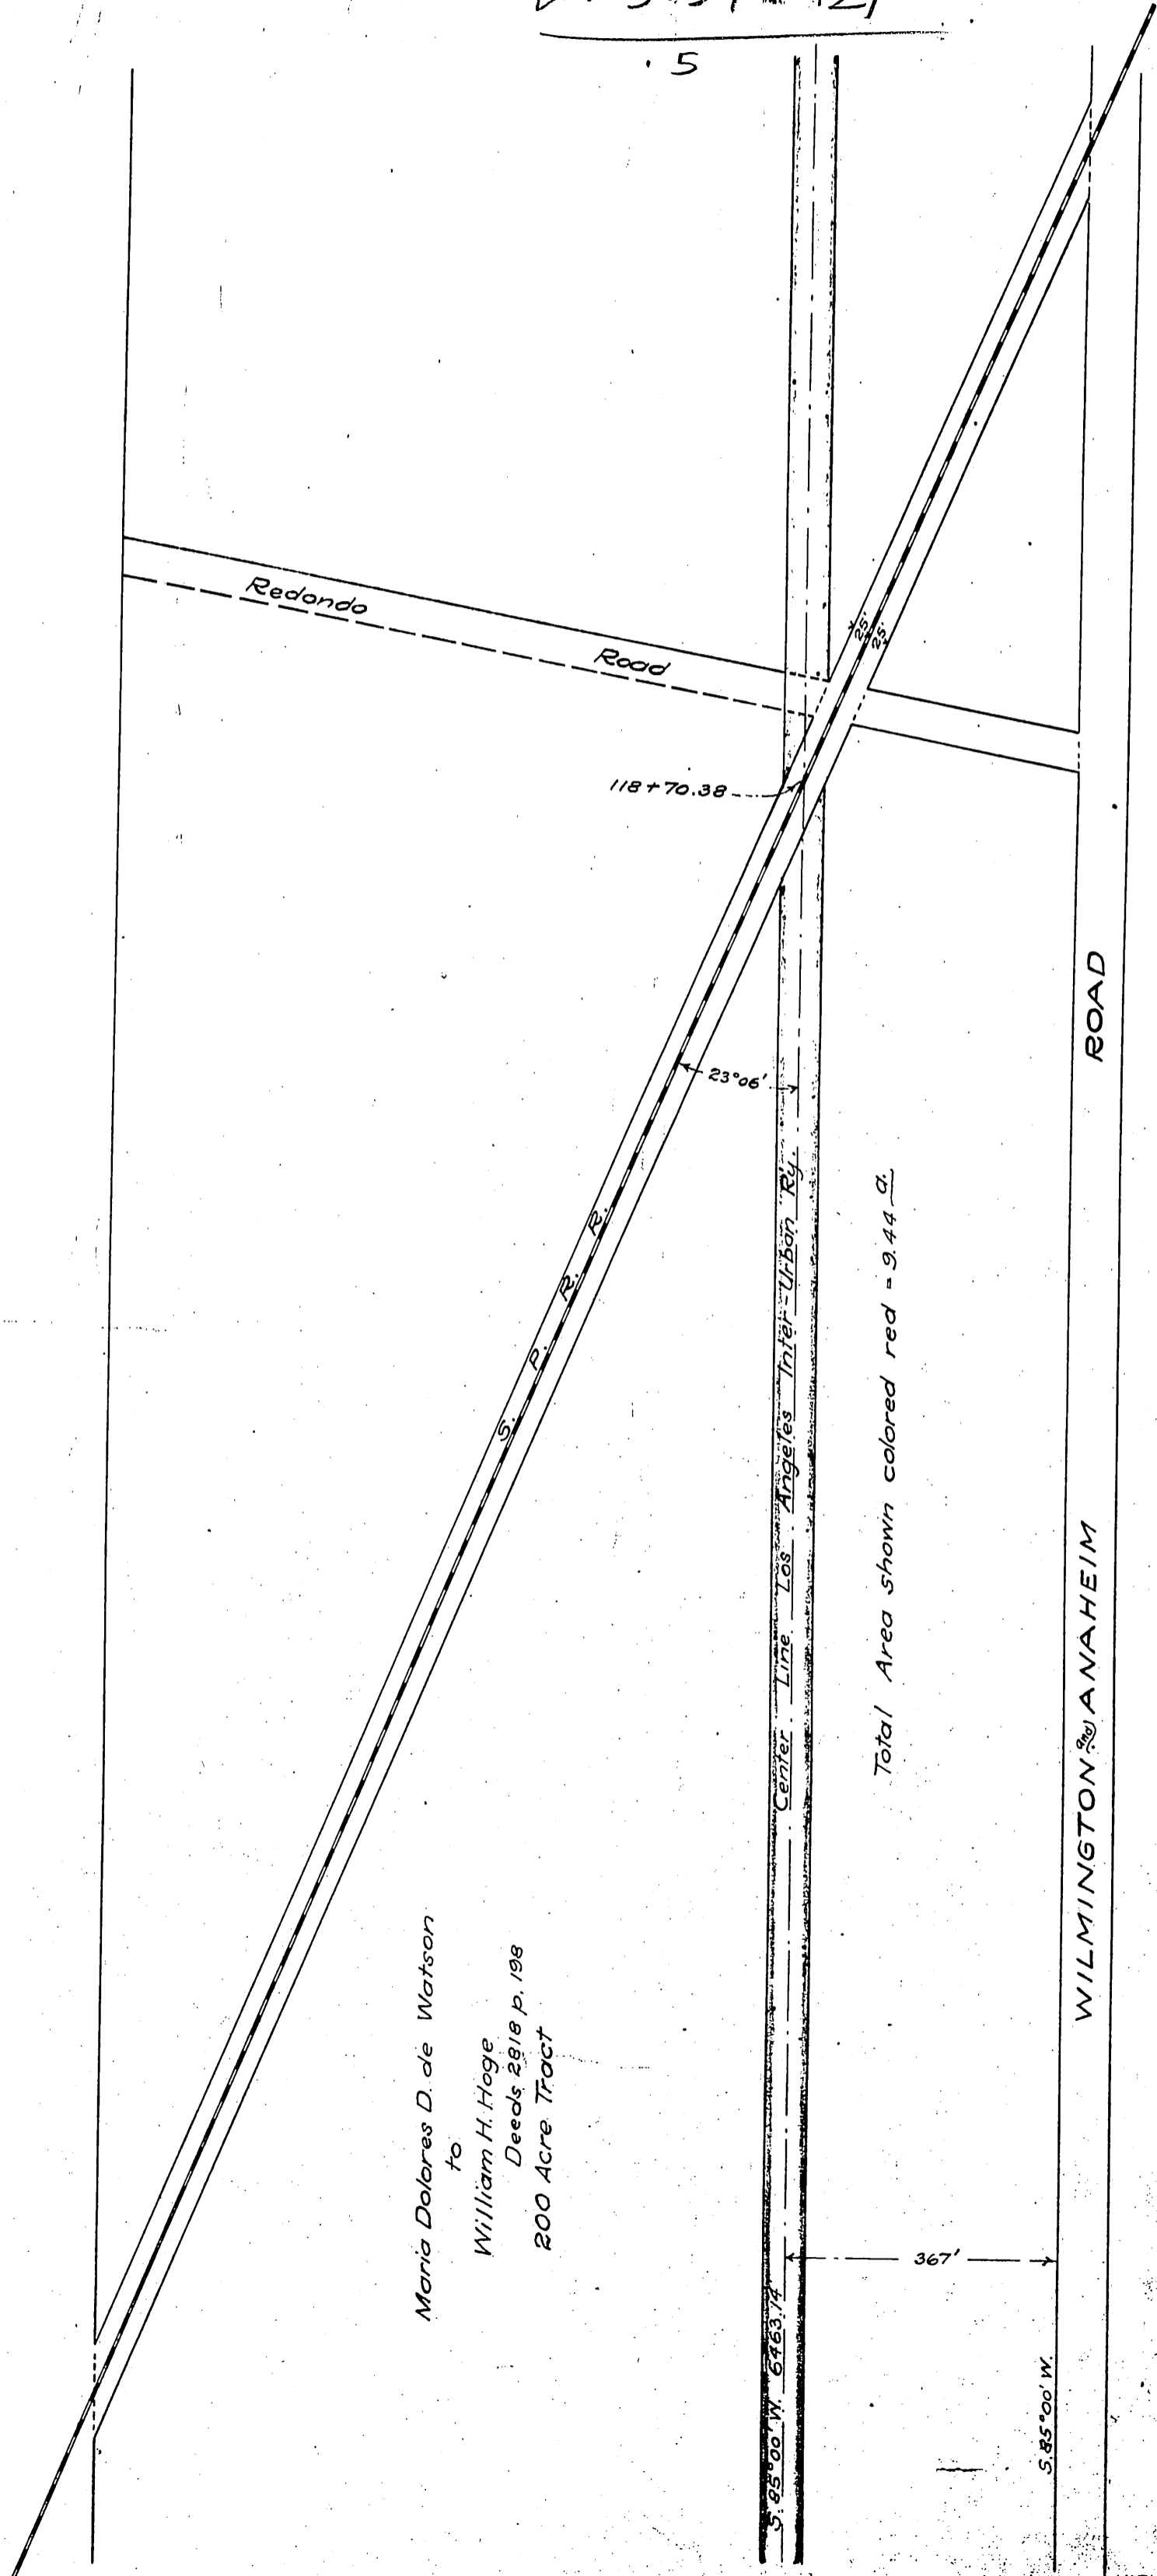 5
Redondo
Road
25'
25'
118+70.38
23°06'
S. P. R. R.
Center Line Los Angeles Inter-Urban Ry.
Total Area shown colored red = 9.44 a.
Maria Dolores D. de Watson
to
William H. Hoge
Deeds 2818 p. 198
200 Acre Tract
S. 85°00' W. 6463.14'
367'
S. 85°00' W.
WILMINGTON and ANAHEIM ROAD